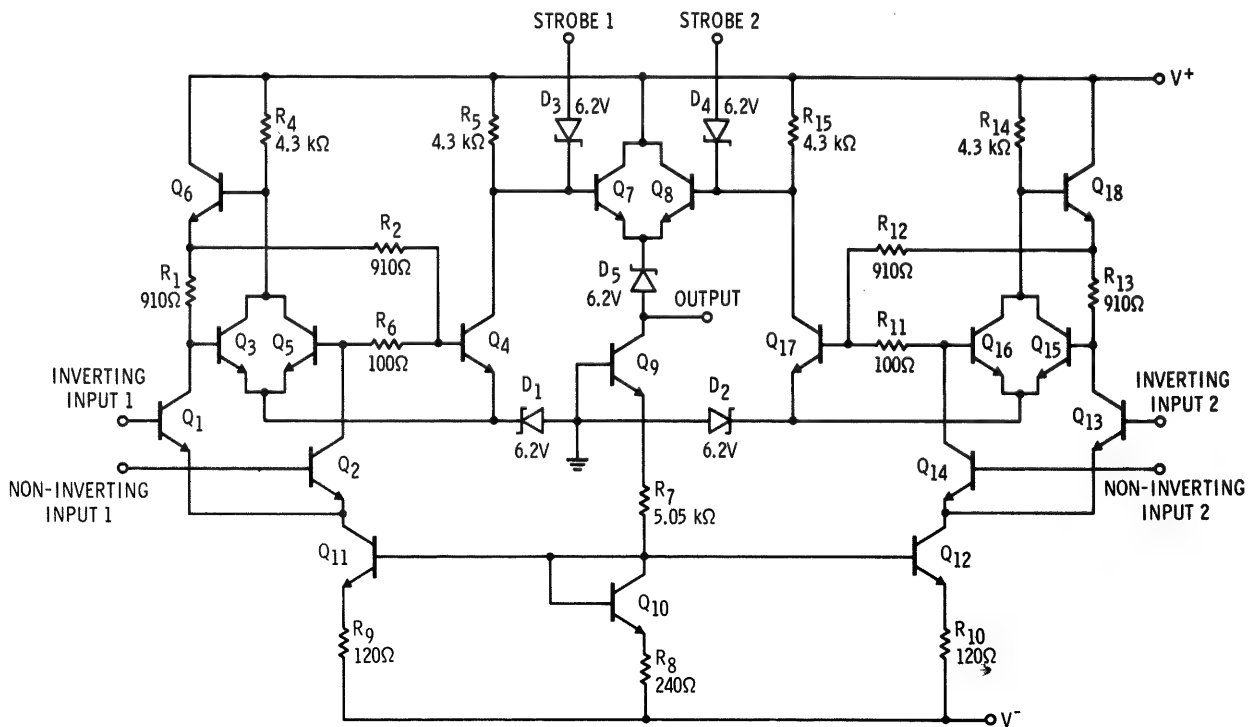 STROBE 1
STROBE 2
V+
R4
4.3 kΩ
R5
4.3 kΩ
D3
6.2V
D4
6.2V
R15
4.3 kΩ
R14
4.3 kΩ
Q6
Q7
Q8
Q18
R2
910Ω
R12
910Ω
R1
910Ω
D5
6.2V
OUTPUT
R13
910Ω
Q3
Q5
R6
100Ω
Q4
Q9
Q17
R11
100Ω
Q16
Q15
INVERTING
INPUT 1
Q1
D1
6.2V
D2
6.2V
Q13
INVERTING
INPUT 2
NON-INVERTING
INPUT 1
Q2
R7
5.05 kΩ
Q14
NON-INVERTING
INPUT 2
Q11
Q10
Q12
R9
120Ω
R8
240Ω
R10
120Ω
V-